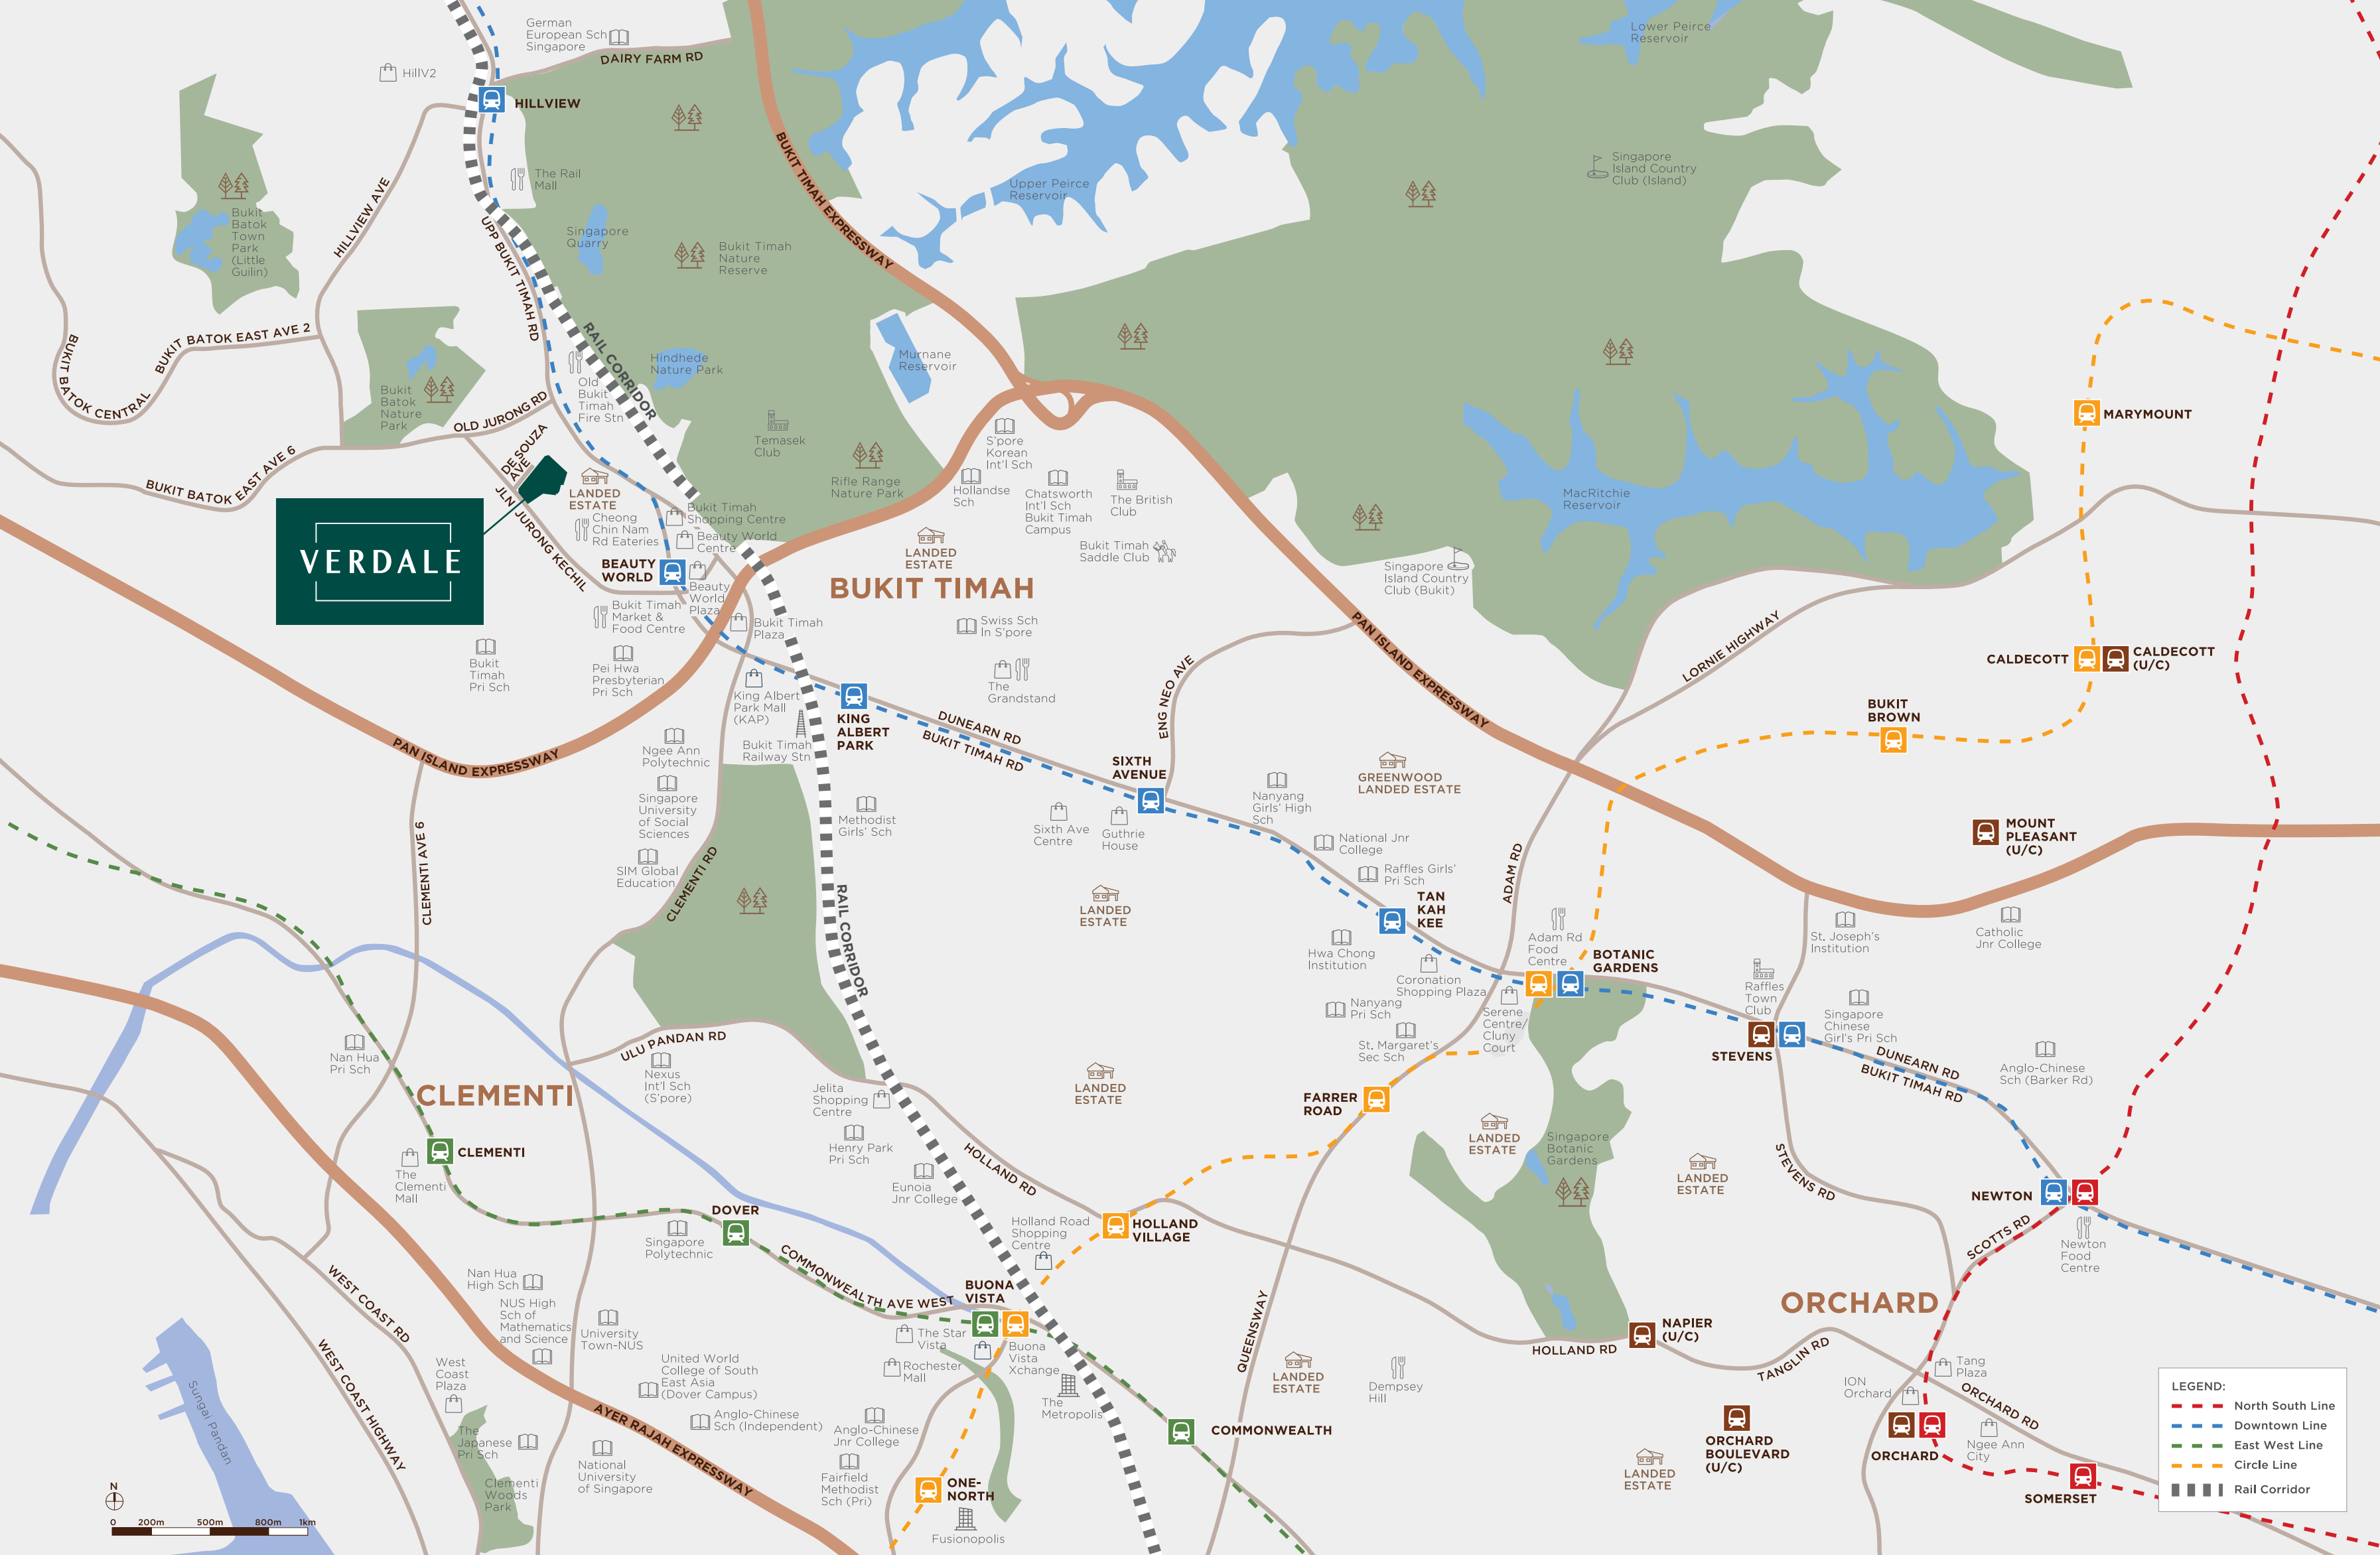 German
European Sch
Singapore
DAIRY FARM RD
HillV2
HILLVIEW
The Rail
Mall
Bukit
Batok
Town
Park
(Little
Guilin)
HILLVIEW AVE
UPP BUKIT TIMAH RD
Singapore
Quarry
Bukit Timah
Nature
Reserve
BUKIT TIMAH EXPRESSWAY
Upper Peirce
Reservoir
Lower Peirce
Reservoir
Singapore
Island Country
Club (Island)
BUKIT BATOK EAST AVE 2
BUKIT BATOK CENTRAL
Bukit
Batok
Nature
Park
OLD JURONG RD
RAIL CORRIDOR
Old
Bukit
Timah
Fire Stn
Hindhede
Nature Park
Murnane
Reservoir
Temasek
Club
Rifle Range
Nature Park
S'pore
Korean
Int'l Sch
Hollandse
Sch
Chatsworth
Int'l Sch
Bukit Timah
Campus
The British
Club
Bukit Timah
Saddle Club
MacRitchie
Reservoir
MARYMOUNT
BUKIT BATOK EAST AVE 6
DE SOUZA
AVE
JLN JURONG KECHIL
VERDALE
LANDED
ESTATE
Cheong
Chin Nam
Rd Eateries
Bukit Timah
Shopping Centre
Beauty World
Centre
BEAUTY
WORLD
Beauty
World
Plaza
Bukit Timah
Market &
Food Centre
Bukit Timah
Plaza
LANDED
ESTATE
BUKIT TIMAH
Singapore
Island Country
Club (Bukit)
PAN ISLAND EXPRESSWAY
LORNIE HIGHWAY
CALDECOTT
CALDECOTT
(U/C)
Bukit
Timah
Pri Sch
Pei Hwa
Presbyterian
Pri Sch
Swiss Sch
In S'pore
The
Grandstand
ENG NEO AVE
King Albert
Park Mall
(KAP)
KING
ALBERT
PARK
DUNEARN RD
BUKIT TIMAH RD
BUKIT
BROWN
PAN ISLAND EXPRESSWAY
Ngee Ann
Polytechnic
Bukit Timah
Railway Stn
SIXTH
AVENUE
GREENWOOD
LANDED ESTATE
Singapore
University
of Social
Sciences
Methodist
Girls' Sch
Sixth Ave
Centre
Guthrie
House
Nanyang
Girls' High
Sch
National Jnr
College
MOUNT
PLEASANT
(U/C)
CLEMENTI AVE 6
SIM Global
Education
CLEMENTI RD
RAIL CORRIDOR
LANDED
ESTATE
Raffles Girls'
Pri Sch
ADAM RD
TAN
KAH
KEE
Hwa Chong
Institution
Adam Rd
Food
Centre
BOTANIC
GARDENS
St. Joseph's
Institution
Catholic
Jnr College
Coronation
Shopping Plaza
Nanyang
Pri Sch
Serene
Centre/
Cluny
Court
St. Margaret's
Sec Sch
Raffles
Town
Club
Singapore
Chinese
Girl's Pri Sch
STEVENS
DUNEARN RD
BUKIT TIMAH RD
Anglo-Chinese
Sch (Barker Rd)
Nan Hua
Pri Sch
ULU PANDAN RD
Nexus
Int'l Sch
(S'pore)
CLEMENTI
Jelita
Shopping
Centre
LANDED
ESTATE
FARRER
ROAD
LANDED
ESTATE
Singapore
Botanic
Gardens
CLEMENTI
The
Clementi
Mall
Henry Park
Pri Sch
HOLLAND RD
Eunoia
Jnr College
STEVENS RD
LANDED
ESTATE
NEWTON
DOVER
Singapore
Polytechnic
Holland Road
Shopping
Centre
HOLLAND
VILLAGE
SCOTTS RD
Newton
Food
Centre
COMMONWEALTH AVE WEST
BUONA
VISTA
Nan Hua
High Sch
NUS High
Sch of
Mathematics
and Science
University
Town-NUS
WEST COAST RD
WEST COAST HIGHWAY
The Star
Vista
Buona
Vista
Xchange
QUEENSWAY
ORCHARD
NAPIER
(U/C)
HOLLAND RD
TANGLIN RD
United World
College of South
East Asia
(Dover Campus)
Rochester
Mall
West
Coast
Plaza
The
Metropolis
LANDED
ESTATE
Dempsey
Hill
ION
Orchard
Tang
Plaza
ORCHARD RD
Sungai Pandan
AYER RAJAH EXPRESSWAY
Anglo-Chinese
Sch (Independent)
Anglo-Chinese
Jnr College
COMMONWEALTH
ORCHARD
BOULEVARD
(U/C)
ORCHARD
Ngee Ann
City
The
Japanese
Pri Sch
National
University
of Singapore
Fairfield
Methodist
Sch (Pri)
ONE-
NORTH
LANDED
ESTATE
SOMERSET
Clementi
Woods
Park
Fusionopolis
N
0 200m 500m 800m 1km
LEGEND:
North South Line
Downtown Line
East West Line
Circle Line
Rail Corridor